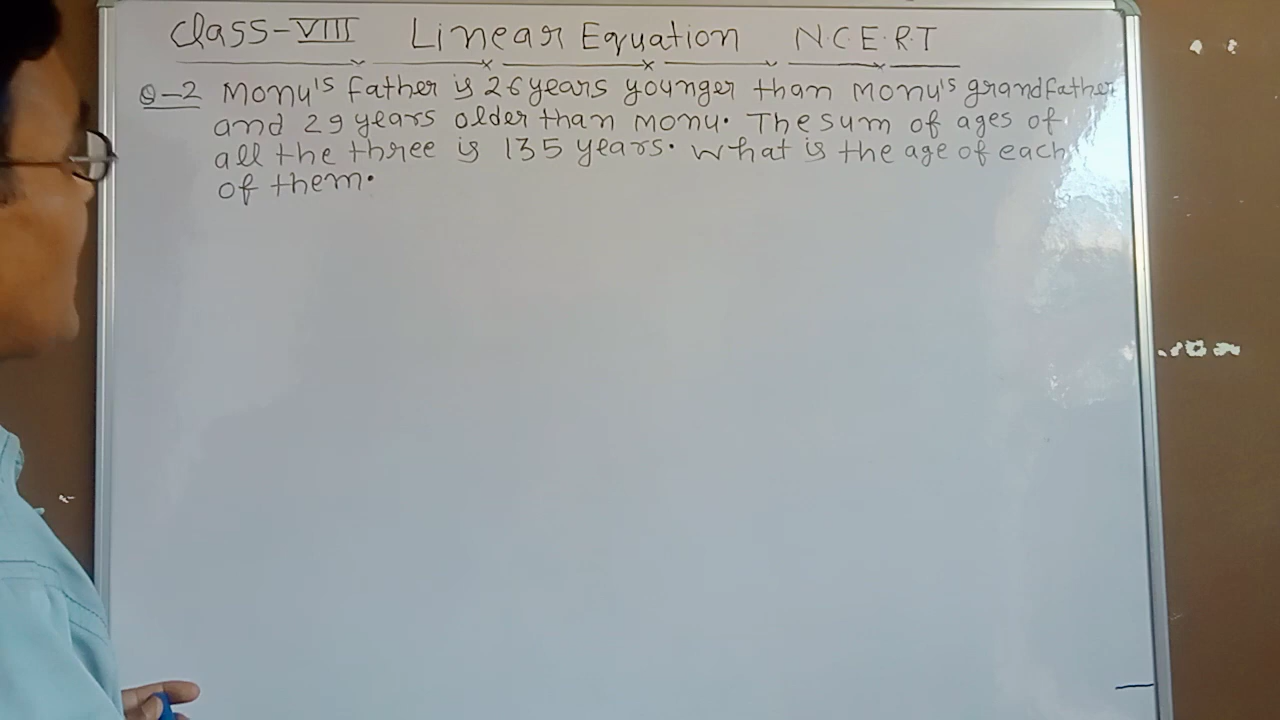 Class-VIII Linear Equation N.C.E.R.T
Q-2 Monu's Father is 26 years younger than Monu's grandfather
and 29 years older than monu. The sum of ages of
all the three is 135 years. What is the age of each
of them.